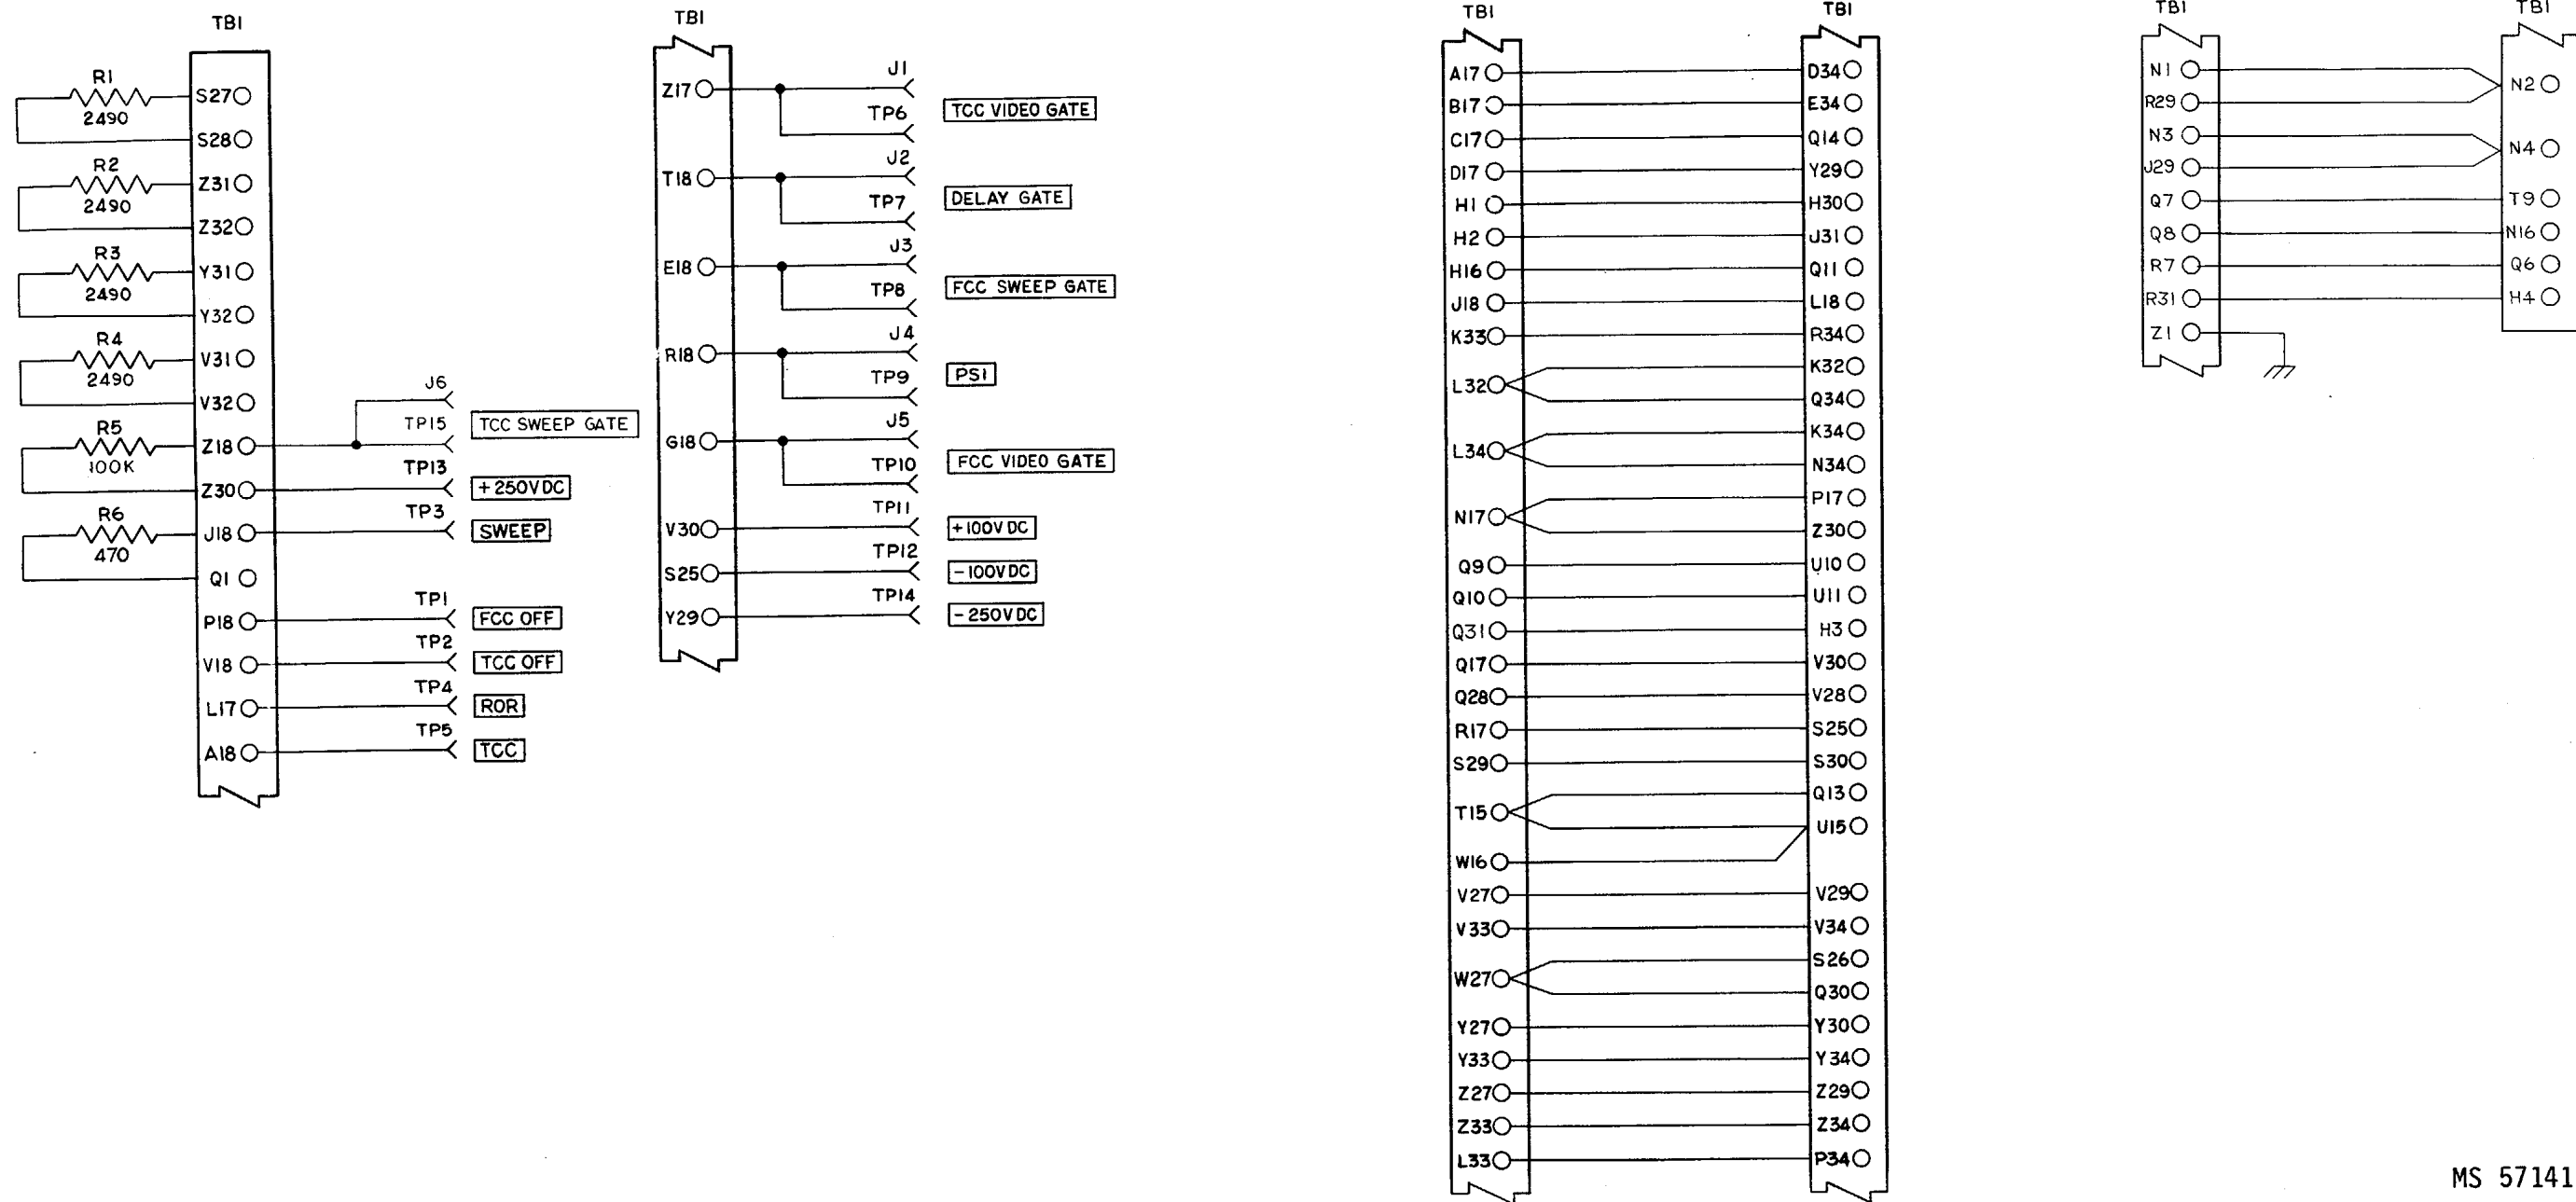 TB1
R1
2490
S27
S28
R2
2490
Z31
Z32
R3
2490
Y31
Y32
R4
2490
V31
V32
R5
100K
Z18
J6
TP15
TCC SWEEP GATE
Z30
TP13
+250VDC
R6
470
J18
TP3
SWEEP
Q1
P18
TP1
FCC OFF
V18
TP2
TCC OFF
L17
TP4
ROR
A18
TP5
TCC
TB1
Z17
J1
TP6
TCC VIDEO GATE
T18
J2
TP7
DELAY GATE
E18
J3
TP8
FCC SWEEP GATE
R18
J4
TP9
PSI
G18
J5
TP10
FCC VIDEO GATE
V30
TP11
+100VDC
S25
TP12
-100VDC
Y29
TP14
-250VDC
TB1 TB1
A17 D34
B17 E34
C17 Q14
D17 Y29
H1 H30
H2 J31
H16 Q11
J18 L18
K33 R34
L32 K32
Q34
L34 K34
N34
N17 P17
Z30
Q9 U10
Q10 U11
Q31 H3
Q17 V30
Q28 V28
R17 S25
S29 S30
T15 Q13
U15
W16
V27 V29
V33 V34
W27 S26
Q30
Y27 Y30
Y33 Y34
Z27 Z29
Z33 Z34
L33 P34
TB1 TB1
N1 N2
R29
N3 N4
J29
Q7 T9
Q8 N16
R7 Q6
R31 H4
Z1
MS 57141